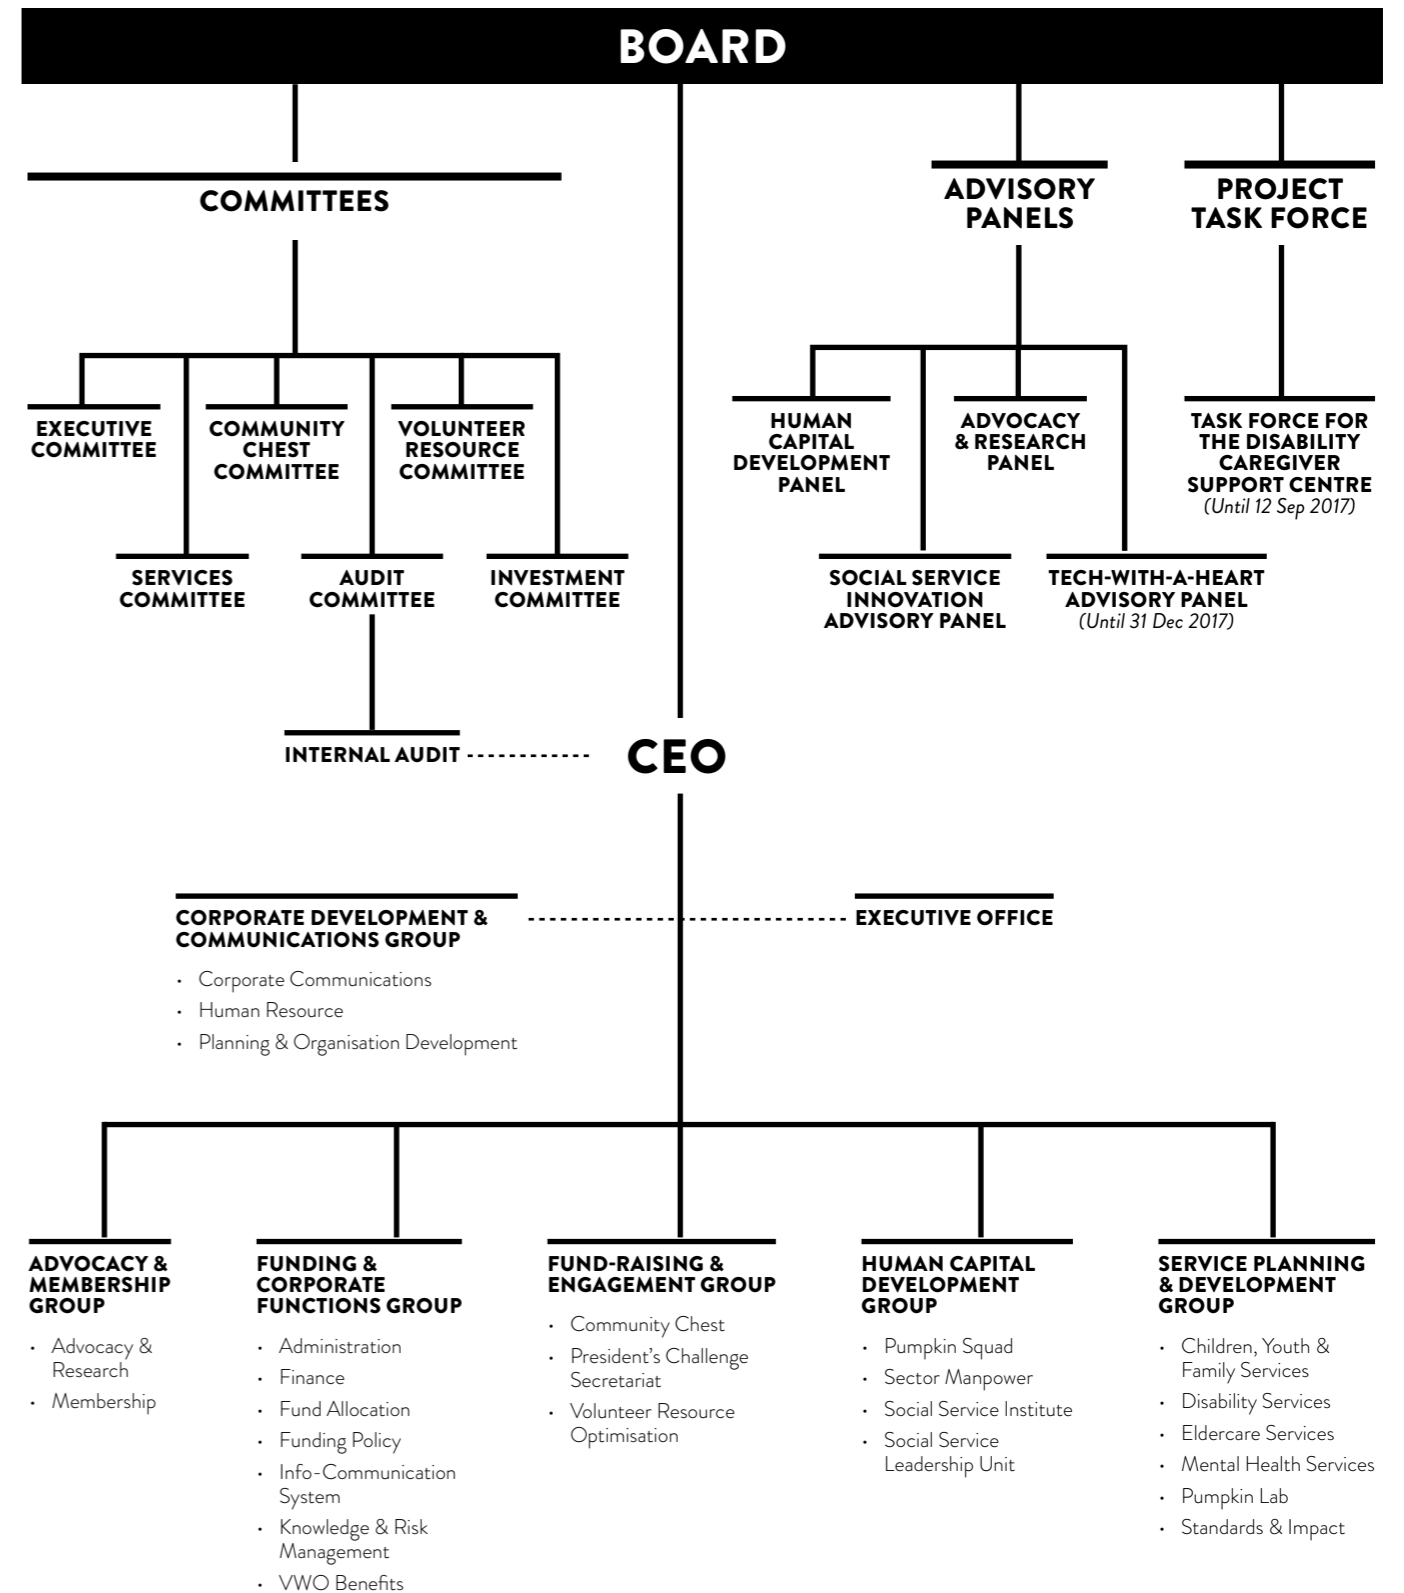 BOARD
COMMITTEES
ADVISORY
PANELS
PROJECT
TASK FORCE
EXECUTIVE
COMMITTEE
COMMUNITY
CHEST
COMMITTEE
VOLUNTEER
RESOURCE
COMMITTEE
SERVICES
COMMITTEE
AUDIT
COMMITTEE
INVESTMENT
COMMITTEE
HUMAN
CAPITAL
DEVELOPMENT
PANEL
ADVOCACY
& RESEARCH
PANEL
TASK FORCE FOR
THE DISABILITY
CAREGIVER
SUPPORT CENTRE
(Until 12 Sep 2017)
SOCIAL SERVICE
INNOVATION
ADVISORY PANEL
TECH-WITH-A-HEART
ADVISORY PANEL
(Until 31 Dec 2017)
INTERNAL AUDIT
CEO
CORPORATE DEVELOPMENT &
COMMUNICATIONS GROUP
• Corporate Communications
• Human Resource
• Planning & Organisation Development
EXECUTIVE OFFICE
ADVOCACY &
MEMBERSHIP
GROUP
• Advocacy &
Research
• Membership
FUNDING &
CORPORATE
FUNCTIONS GROUP
• Administration
• Finance
• Fund Allocation
• Funding Policy
• Info-Communication
System
• Knowledge & Risk
Management
• VWO Benefits
FUND-RAISING &
ENGAGEMENT GROUP
• Community Chest
• President's Challenge
Secretariat
• Volunteer Resource
Optimisation
HUMAN CAPITAL
DEVELOPMENT
GROUP
• Pumpkin Squad
• Sector Manpower
• Social Service Institute
• Social Service
Leadership Unit
SERVICE PLANNING
& DEVELOPMENT
GROUP
• Children, Youth &
Family Services
• Disability Services
• Eldercare Services
• Mental Health Services
• Pumpkin Lab
• Standards & Impact